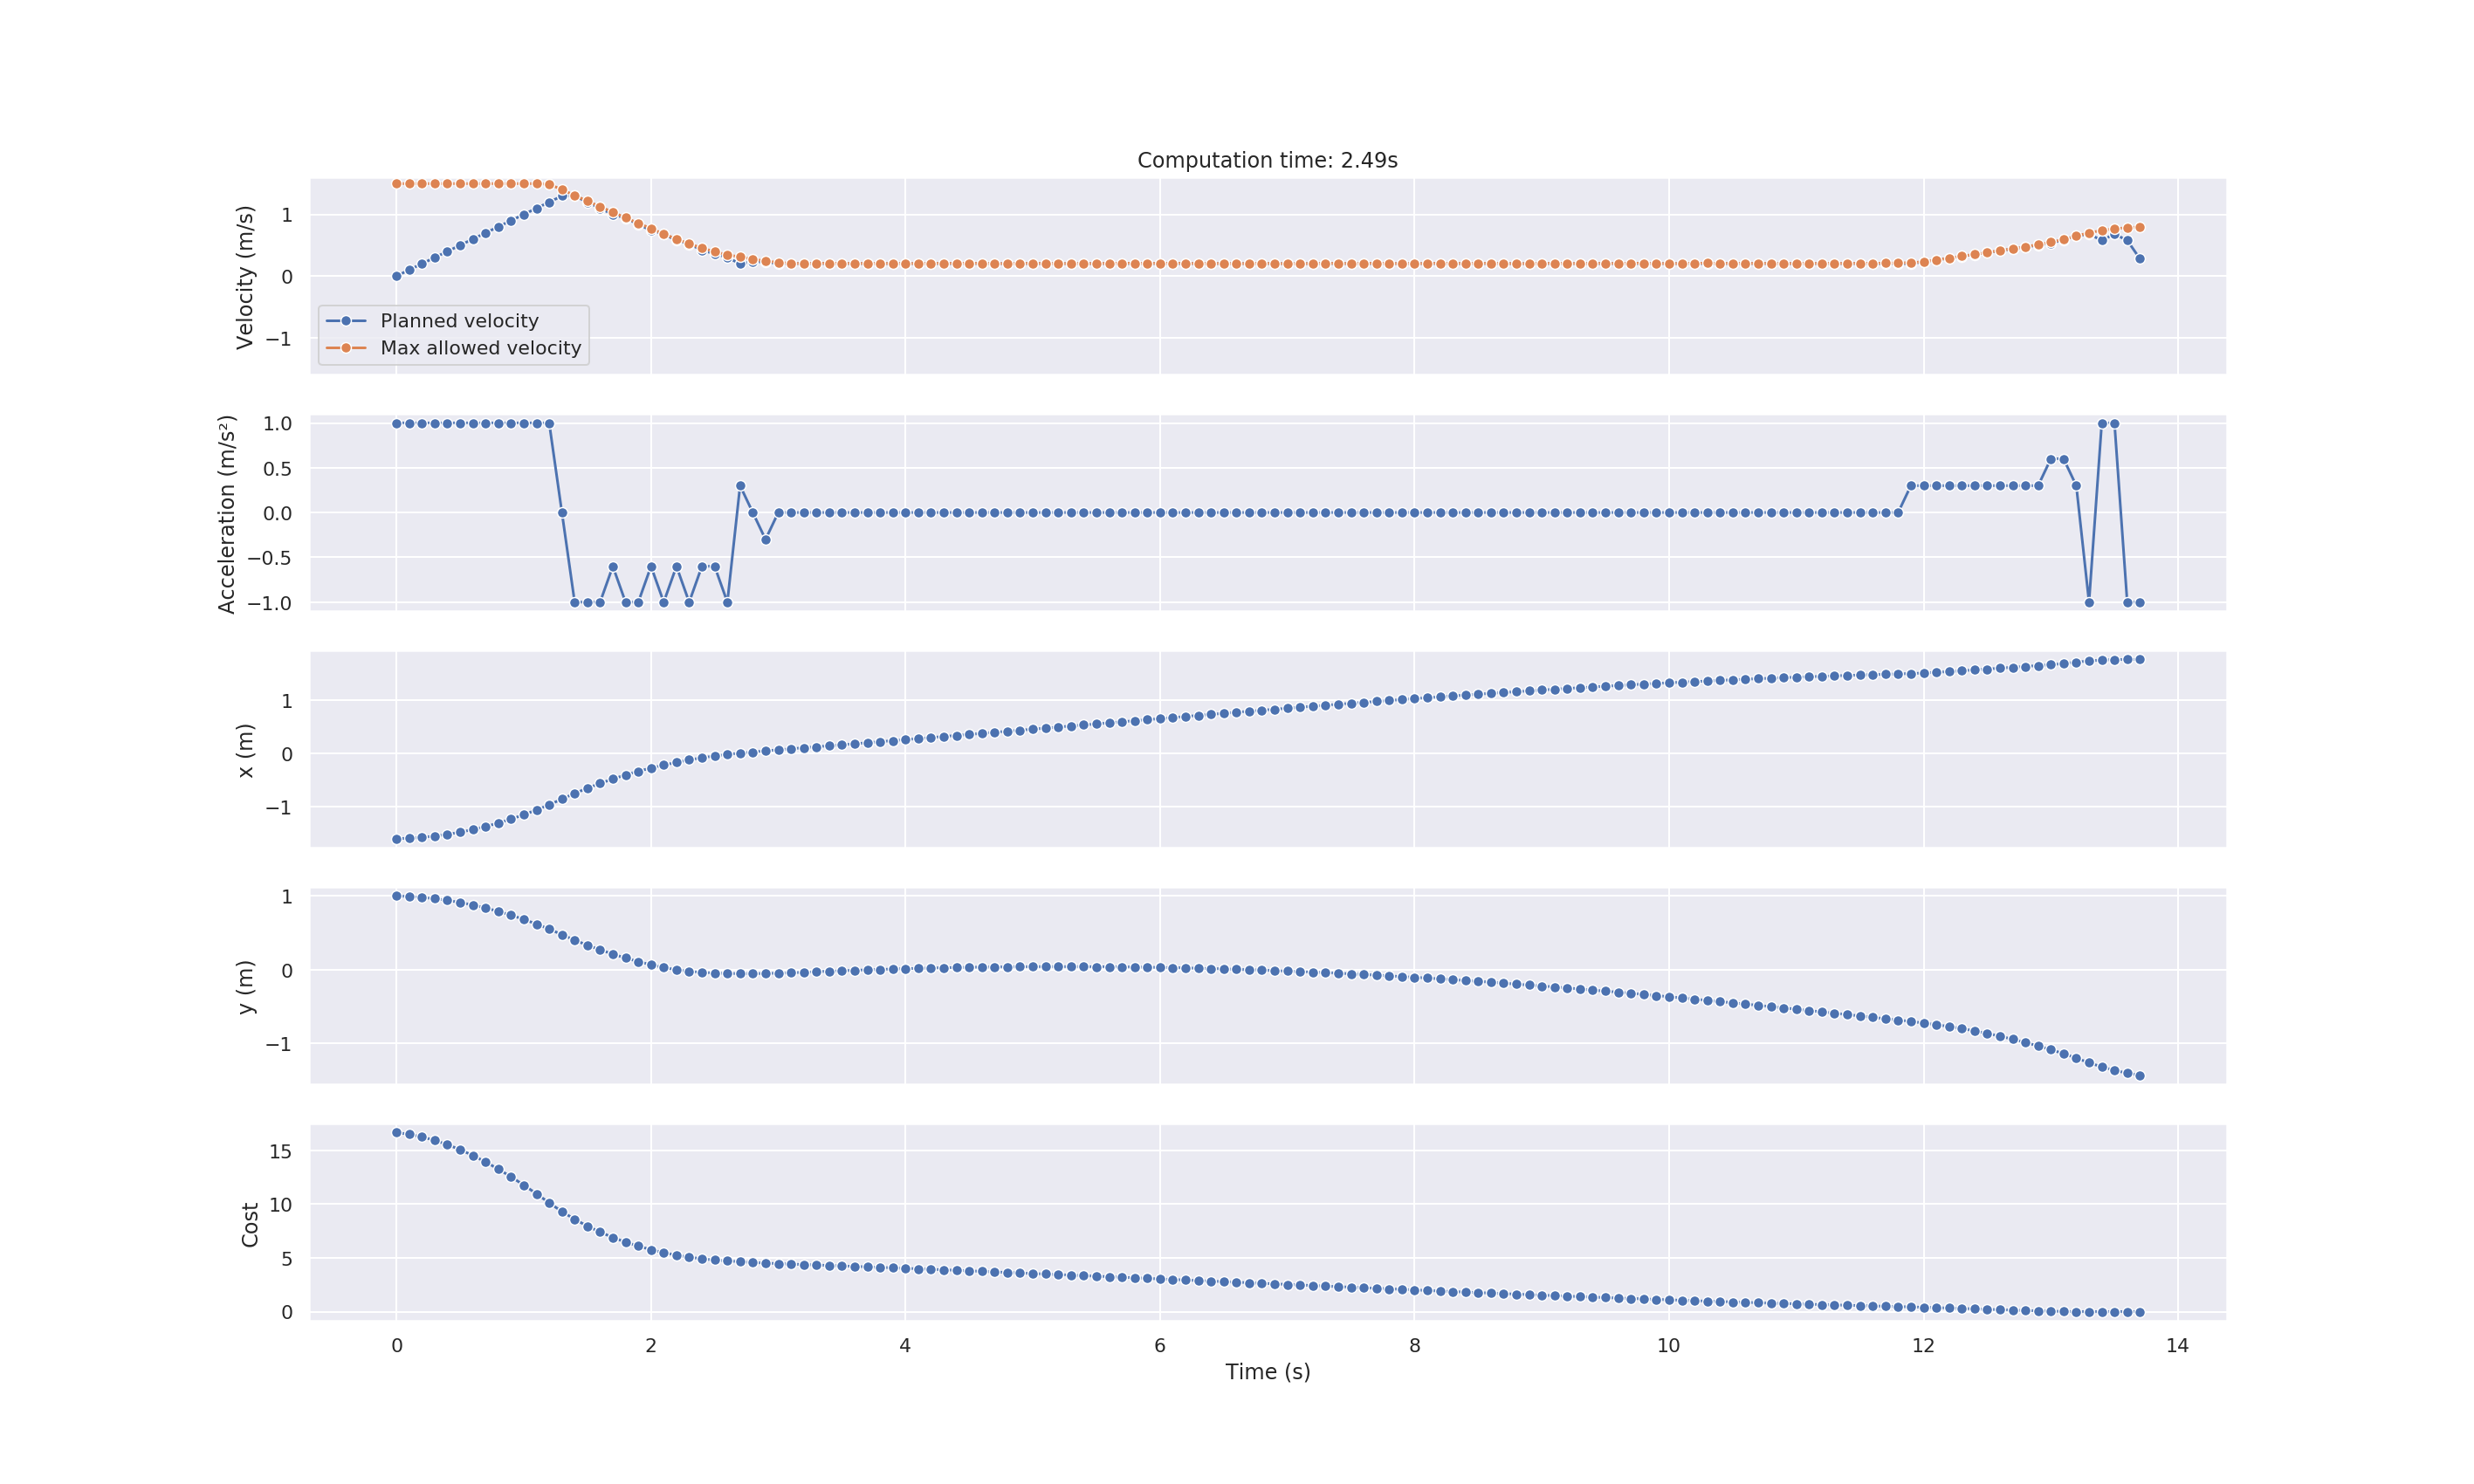 Computation time: 2.49s
Velocity (m/s)
1
0
−1
Planned velocity
Max allowed velocity
Acceleration (m/s²)
1.0
0.5
0.0
−0.5
−1.0
x (m)
1
0
−1
y (m)
1
0
−1
Cost
15
10
5
0
0 2 4 6 8 10 12 14
Time (s)